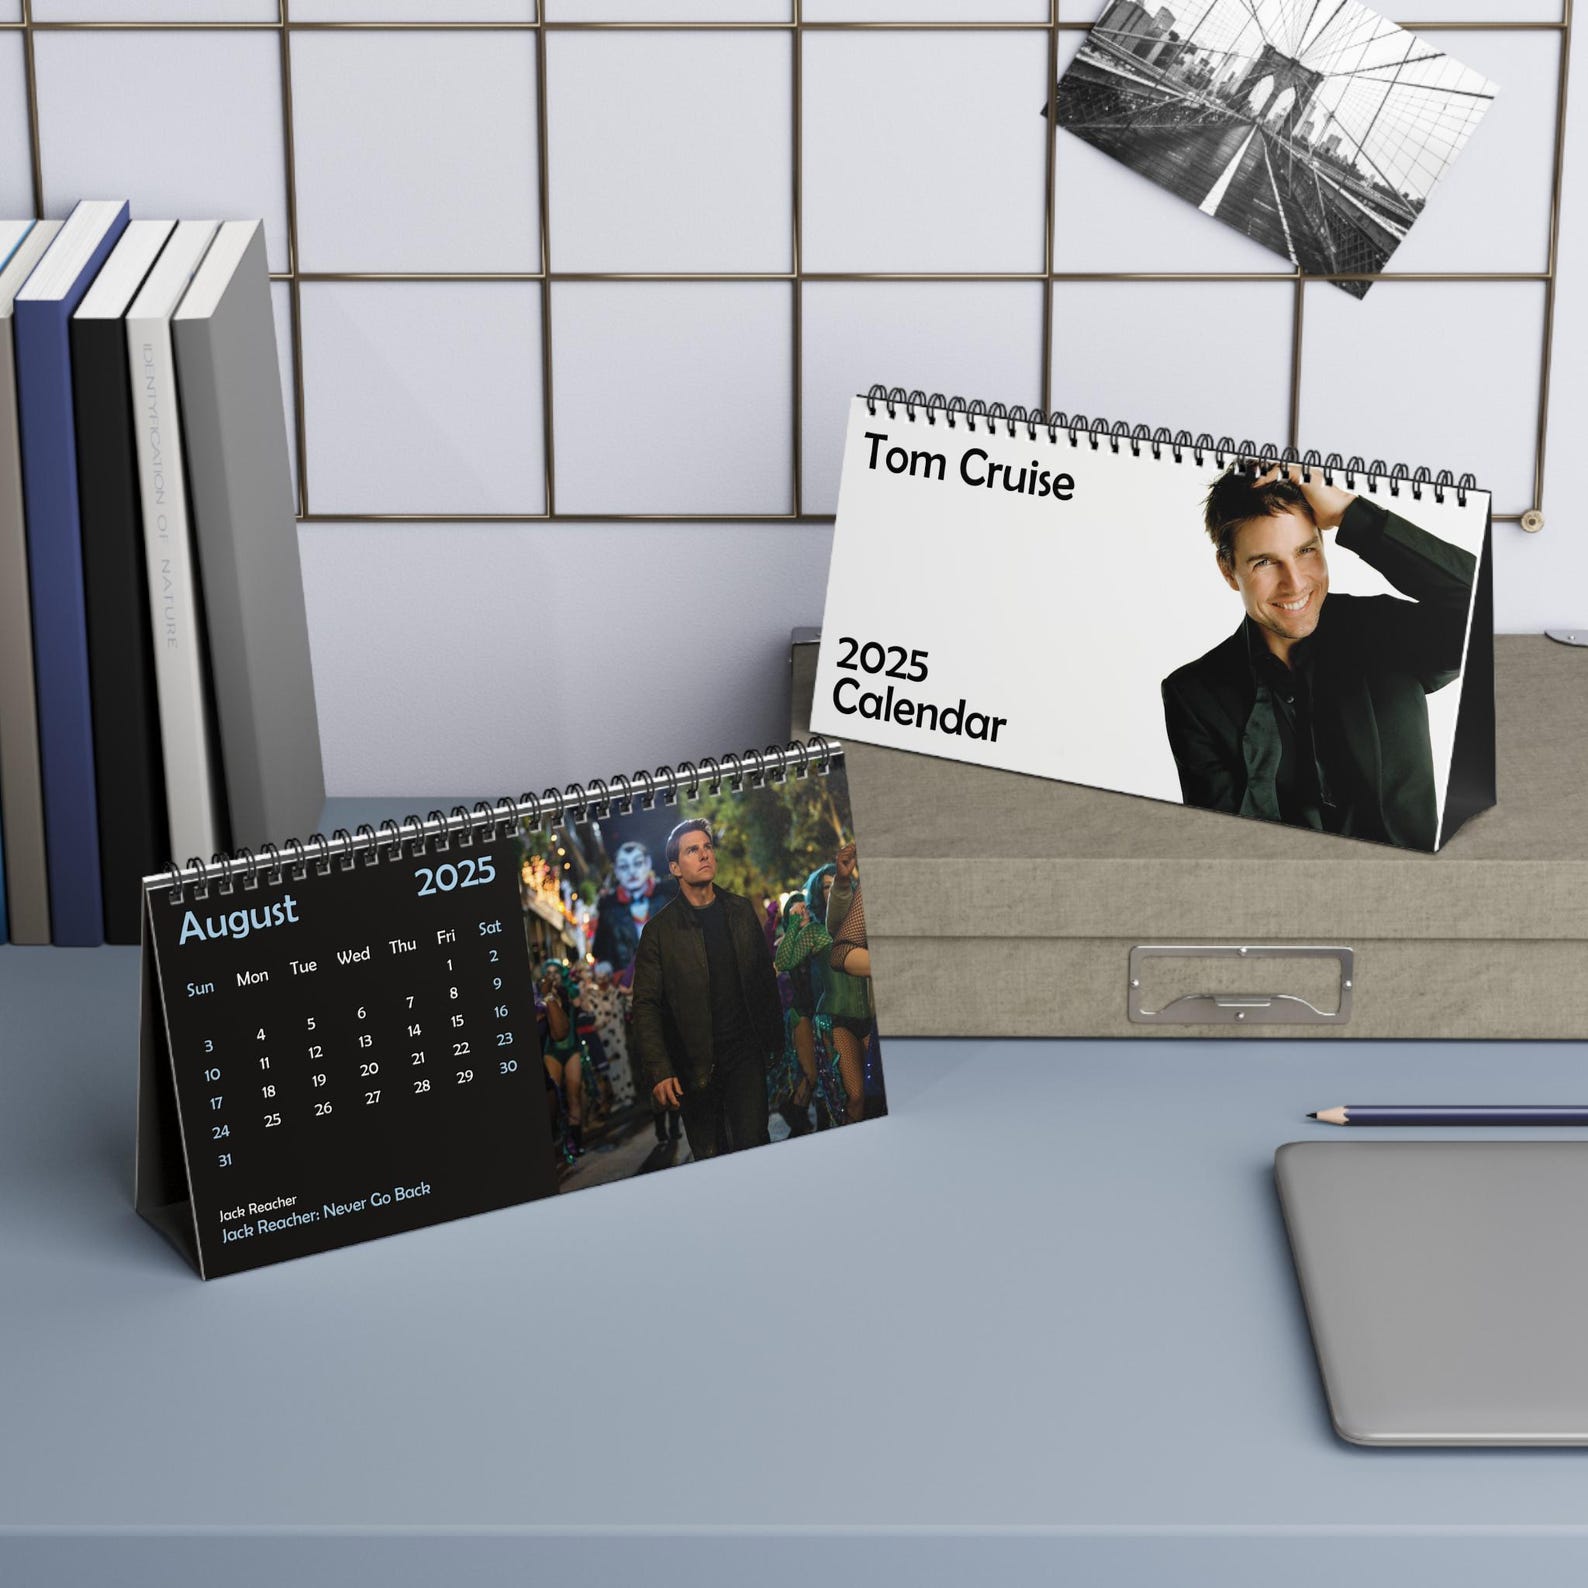 IDENTYFICATION OF NATURE
Tom Cruise
2025
Calendar
August 2025
Sun Mon Tue Wed Thu Fri Sat
1 2
3 4 5 6 7 8 9
10 11 12 13 14 15 16
17 18 19 20 21 22 23
24 25 26 27 28 29 30
31
Jack Reacher
Jack Reacher: Never Go Back